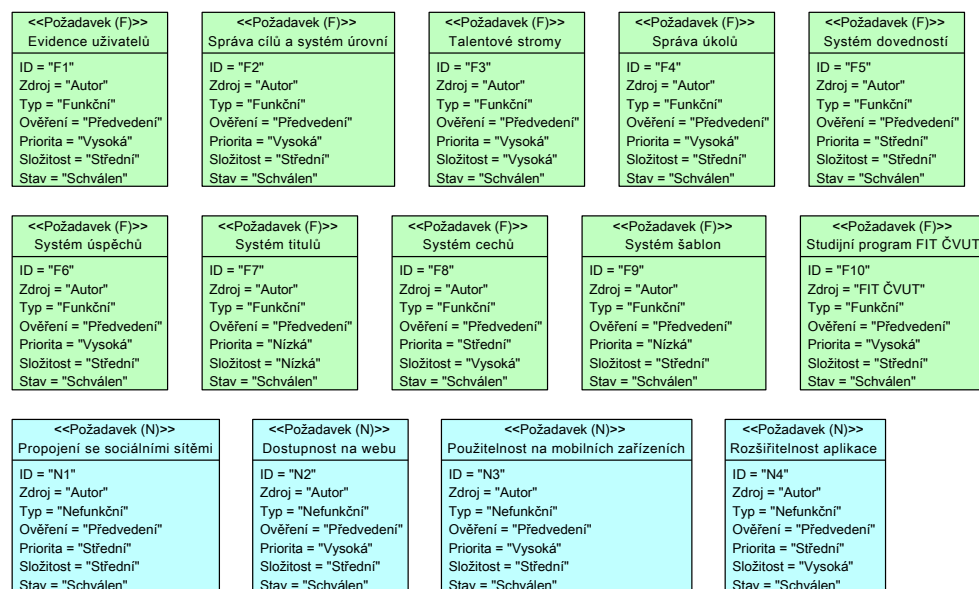 <<Požadavek (F)>>
Evidence uživatelů
ID = "F1"
Zdroj = "Autor"
Typ = "Funkční"
Ověření = "Předvedení"
Priorita = "Vysoká"
Složitost = "Střední"
Stav = "Schválen"
<<Požadavek (F)>>
Správa cílů a systém úrovní
ID = "F2"
Zdroj = "Autor"
Typ = "Funkční"
Ověření = "Předvedení"
Priorita = "Vysoká"
Složitost = "Střední"
Stav = "Schválen"
<<Požadavek (F)>>
Talentové stromy
ID = "F3"
Zdroj = "Autor"
Typ = "Funkční"
Ověření = "Předvedení"
Priorita = "Vysoká"
Složitost = "Vysoká"
Stav = "Schválen"
<<Požadavek (F)>>
Správa úkolů
ID = "F4"
Zdroj = "Autor"
Typ = "Funkční"
Ověření = "Předvedení"
Priorita = "Vysoká"
Složitost = "Střední"
Stav = "Schválen"
<<Požadavek (F)>>
Systém dovedností
ID = "F5"
Zdroj = "Autor"
Typ = "Funkční"
Ověření = "Předvedení"
Priorita = "Střední"
Složitost = "Střední"
Stav = "Schválen"
<<Požadavek (F)>>
Systém úspěchů
ID = "F6"
Zdroj = "Autor"
Typ = "Funkční"
Ověření = "Předvedení"
Priorita = "Vysoká"
Složitost = "Střední"
Stav = "Schválen"
<<Požadavek (F)>>
Systém titulů
ID = "F7"
Zdroj = "Autor"
Typ = "Funkční"
Ověření = "Předvedení"
Priorita = "Nízká"
Složitost = "Nízká"
Stav = "Schválen"
<<Požadavek (F)>>
Systém cechů
ID = "F8"
Zdroj = "Autor"
Typ = "Funkční"
Ověření = "Předvedení"
Priorita = "Střední"
Složitost = "Vysoká"
Stav = "Schválen"
<<Požadavek (F)>>
Systém šablon
ID = "F9"
Zdroj = "Autor"
Typ = "Funkční"
Ověření = "Předvedení"
Priorita = "Nízká"
Složitost = "Střední"
Stav = "Schválen"
<<Požadavek (F)>>
Studijní program FIT ČVUT
ID = "F10"
Zdroj = "FIT ČVUT"
Typ = "Funkční"
Ověření = "Předvedení"
Priorita = "Vysoká"
Složitost = "Střední"
Stav = "Schválen"
<<Požadavek (N)>>
Propojení se sociálními sítěmi
ID = "N1"
Zdroj = "Autor"
Typ = "Nefunkční"
Ověření = "Předvedení"
Priorita = "Střední"
Složitost = "Střední"
Stav = "Schválen"
<<Požadavek (N)>>
Dostupnost na webu
ID = "N2"
Zdroj = "Autor"
Typ = "Nefunkční"
Ověření = "Předvedení"
Priorita = "Vysoká"
Složitost = "Střední"
Stav = "Schválen"
<<Požadavek (N)>>
Použitelnost na mobilních zařízeních
ID = "N3"
Zdroj = "Autor"
Typ = "Nefunkční"
Ověření = "Předvedení"
Priorita = "Vysoká"
Složitost = "Střední"
Stav = "Schválen"
<<Požadavek (N)>>
Rozšiřitelnost aplikace
ID = "N4"
Zdroj = "Autor"
Typ = "Nefunkční"
Ověření = "Předvedení"
Priorita = "Střední"
Složitost = "Vysoká"
Stav = "Schválen"